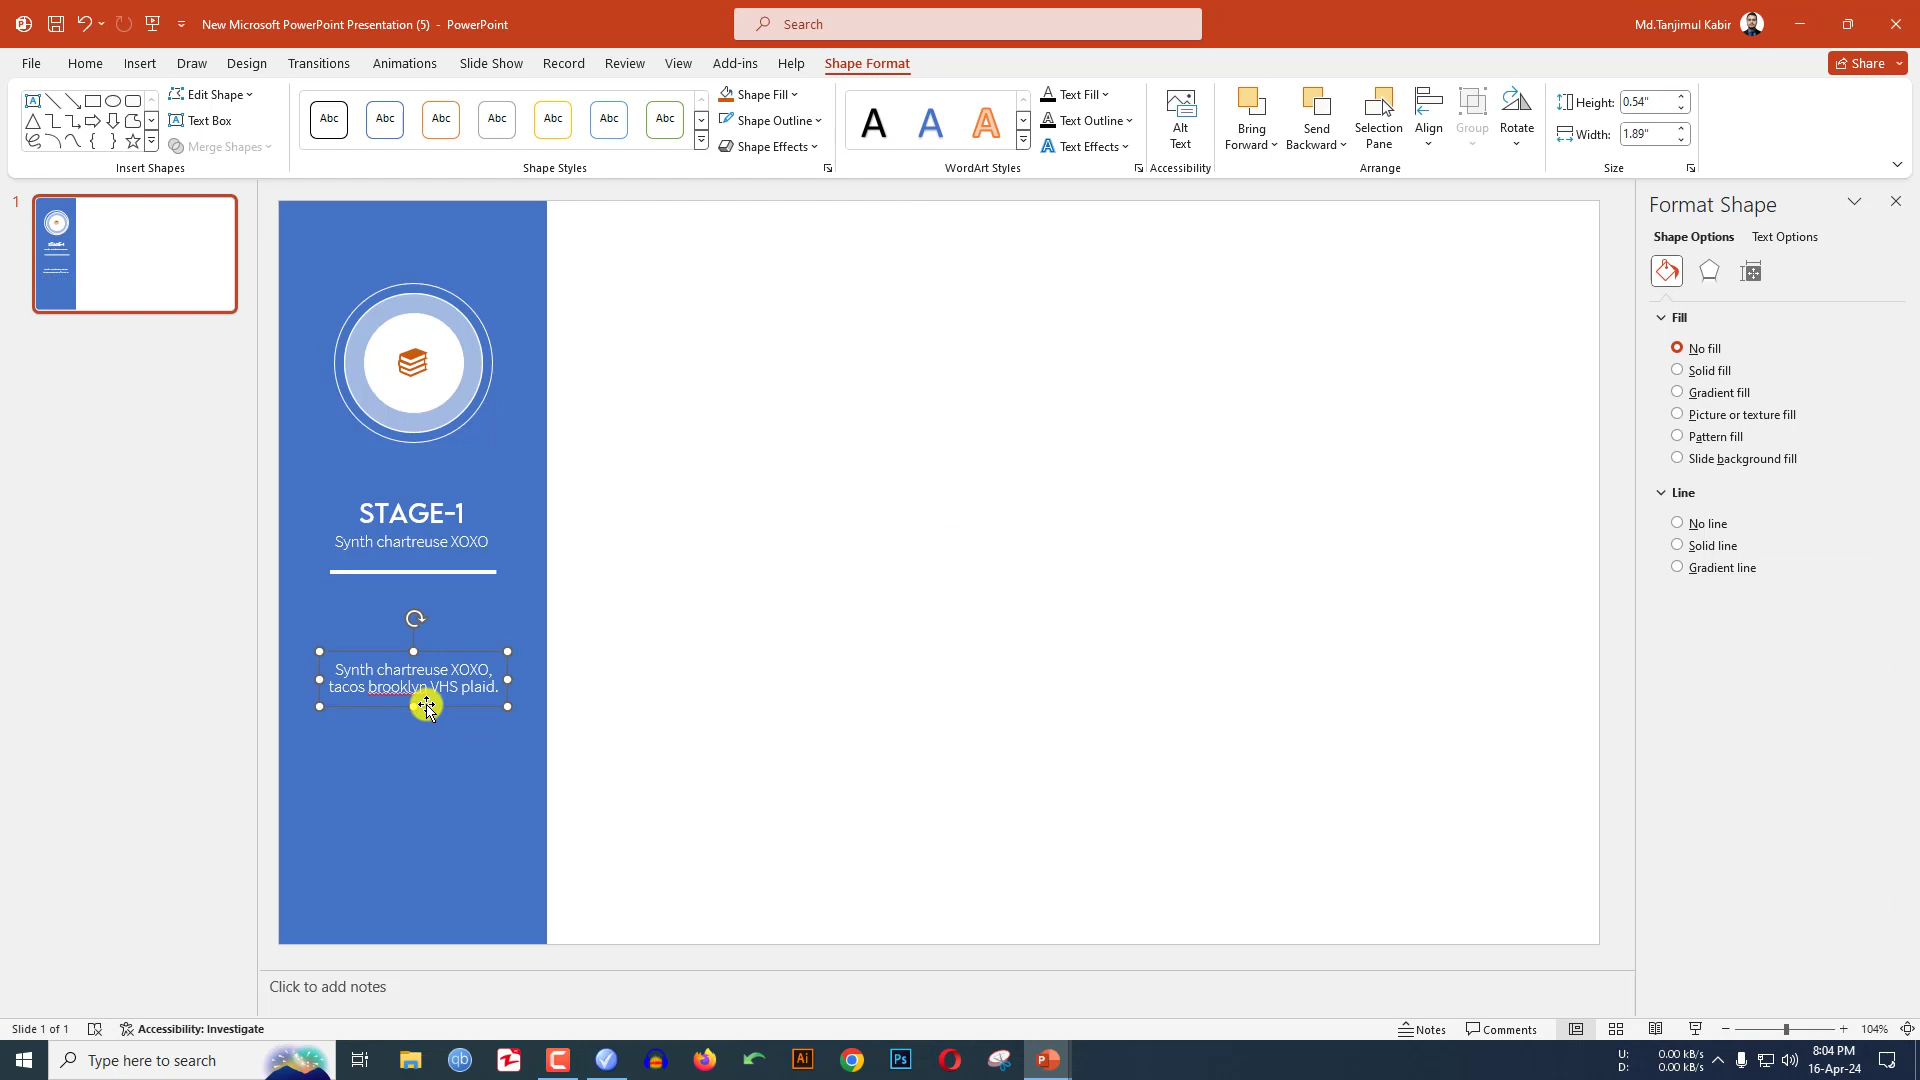 New Microsoft PowerPoint Presentation (5) - PowerPoint
Search
Md.Tanjimul Kabir
File Home Insert Draw Design Transitions Animations Slide Show Record Review View Add-ins Help Shape Format
Share
Edit Shape
Text Box
Merge Shapes
Insert Shapes
Abc Abc Abc Abc Abc Abc Abc
Shape Styles
Shape Fill
Shape Outline
Shape Effects
A A A
WordArt Styles
Text Fill
Text Outline
Text Effects
Alt Text
Accessibility
Bring Forward
Send Backward
Selection Pane
Align
Group
Rotate
Arrange
Height: 0.54"
Width: 1.89"
Size
1
STAGE-1
Synth chartreuse XOXO
Synth chartreuse XOXO,
tacos brooklyn VHS plaid.
Format Shape
Shape Options Text Options
Fill
No fill
Solid fill
Gradient fill
Picture or texture fill
Pattern fill
Slide background fill
Line
No line
Solid line
Gradient line
Click to add notes
Slide 1 of 1
Accessibility: Investigate
Notes
Comments
104%
Type here to search
U: 0.00 kB/s
D: 0.00 kB/s
8:04 PM
16-Apr-24